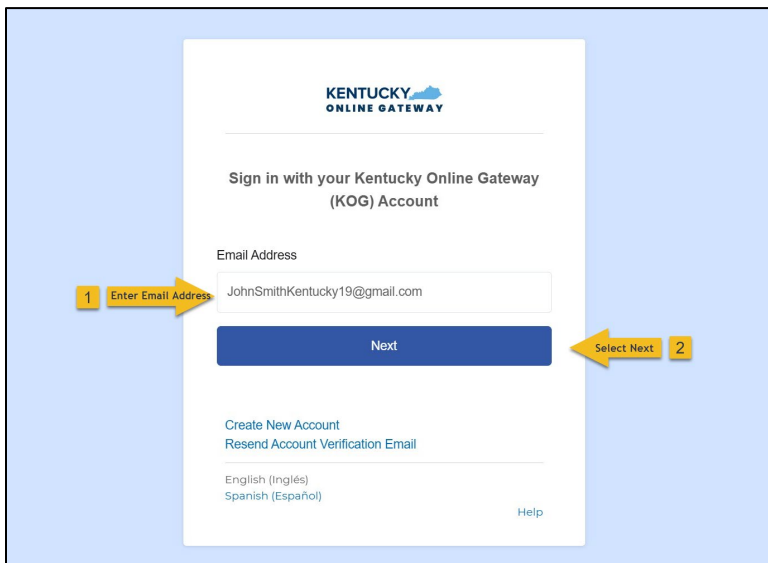 KENTUCKY
ONLINE GATEWAY
Sign in with your Kentucky Online Gateway
(KOG) Account
Email Address
1 Enter Email Address
JohnSmithKentucky19@gmail.com
Next
Select Next 2
Create New Account
Resend Account Verification Email
English (Inglés)
Spanish (Español)
Help